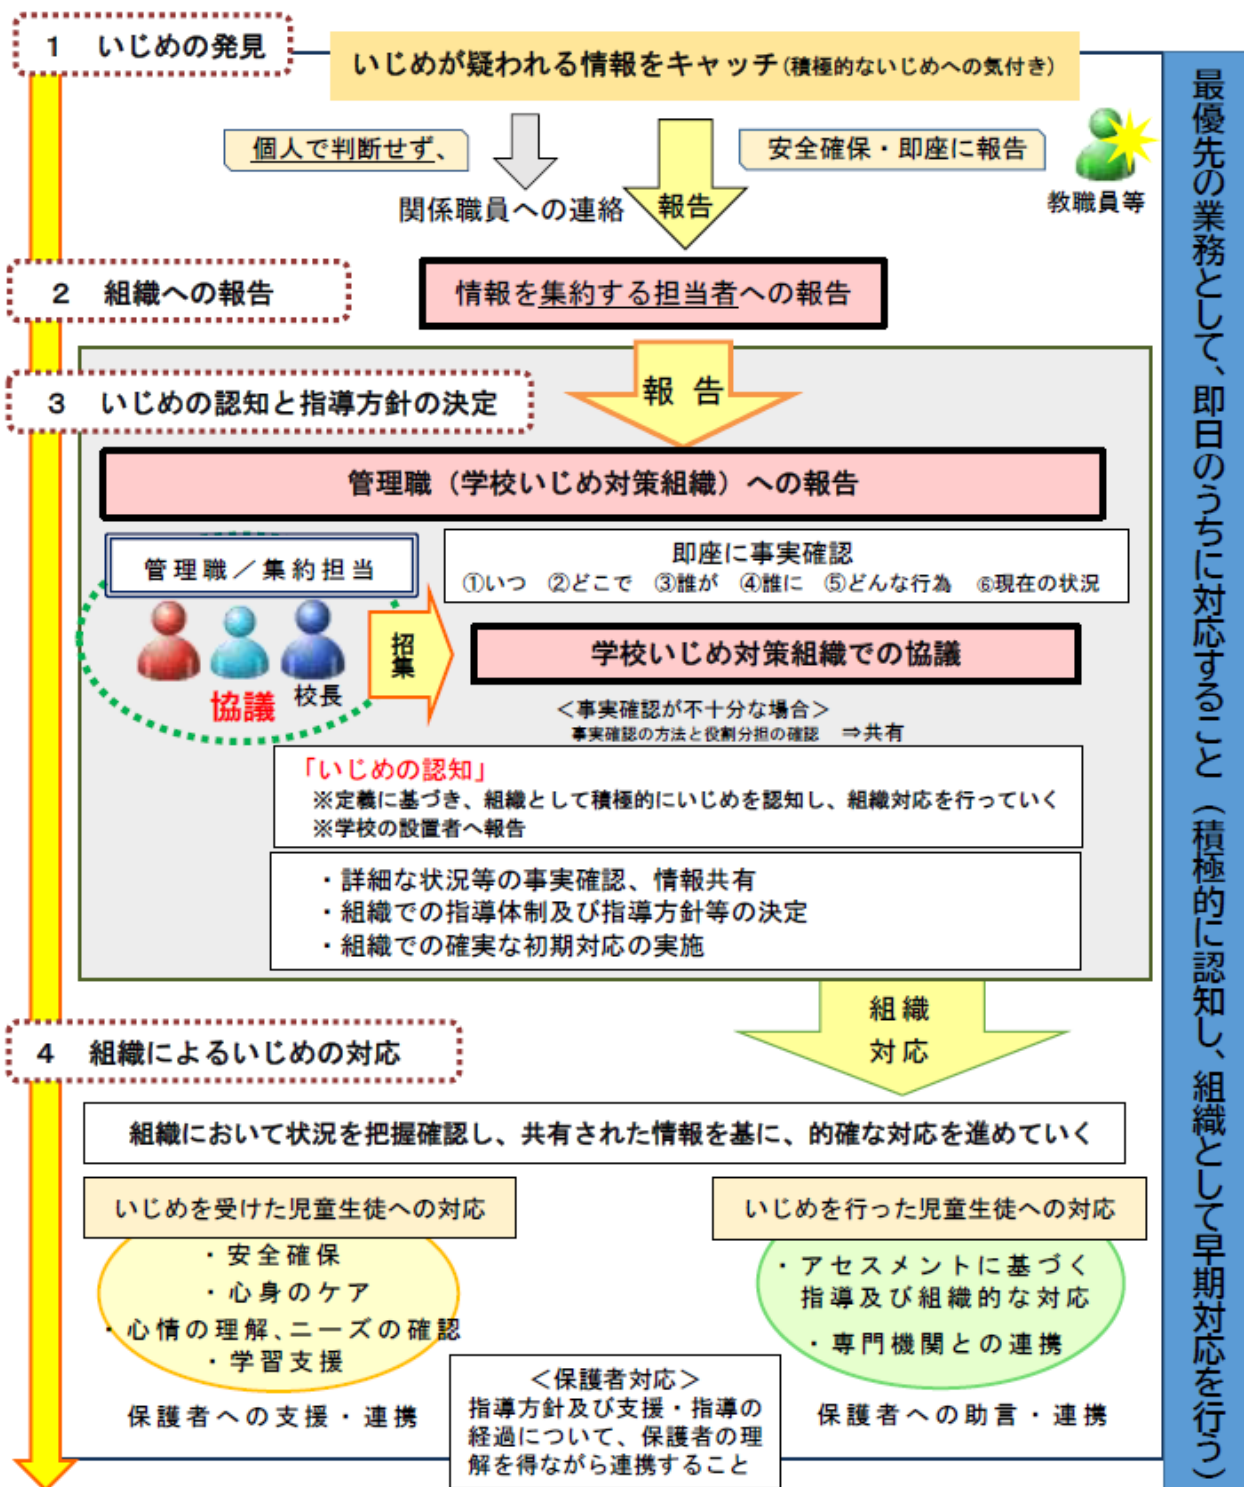 1 いじめの発見
いじめが疑われる情報をキャッチ(積極的ないじめへの気付き)
個人で判断せず、
安全確保・即座に報告
教職員等
関係職員への連絡
報告
2 組織への報告
情報を集約する担当者への報告
報 告
3 いじめの認知と指導方針の決定
管理職（学校いじめ対策組織）への報告
管理職／集約担当
協議
校長
招集
即座に事実確認
①いつ ②どこで ③誰が ④誰に ⑤どんな行為 ⑥現在の状況
学校いじめ対策組織での協議
＜事実確認が不十分な場合＞
事実確認の方法と役割分担の確認 ⇒共有
「いじめの認知」
※定義に基づき、組織として積極的にいじめを認知し、組織対応を行っていく
※学校の設置者へ報告
・詳細な状況等の事実確認、情報共有
・組織での指導体制及び指導方針等の決定
・組織での確実な初期対応の実施
組織
対応
4 組織によるいじめの対応
組織において状況を把握確認し、共有された情報を基に、的確な対応を進めていく
いじめを受けた児童生徒への対応
・安全確保
・心身のケア
・心情の理解、ニーズの確認
・学習支援
保護者への支援・連携
いじめを行った児童生徒への対応
・アセスメントに基づく
指導及び組織的な対応
・専門機関との連携
保護者への助言・連携
＜保護者対応＞
指導方針及び支援・指導の
経過について、保護者の理
解を得ながら連携すること
最優先の業務として、即日のうちに対応すること（積極的に認知し、組織として早期対応を行う）